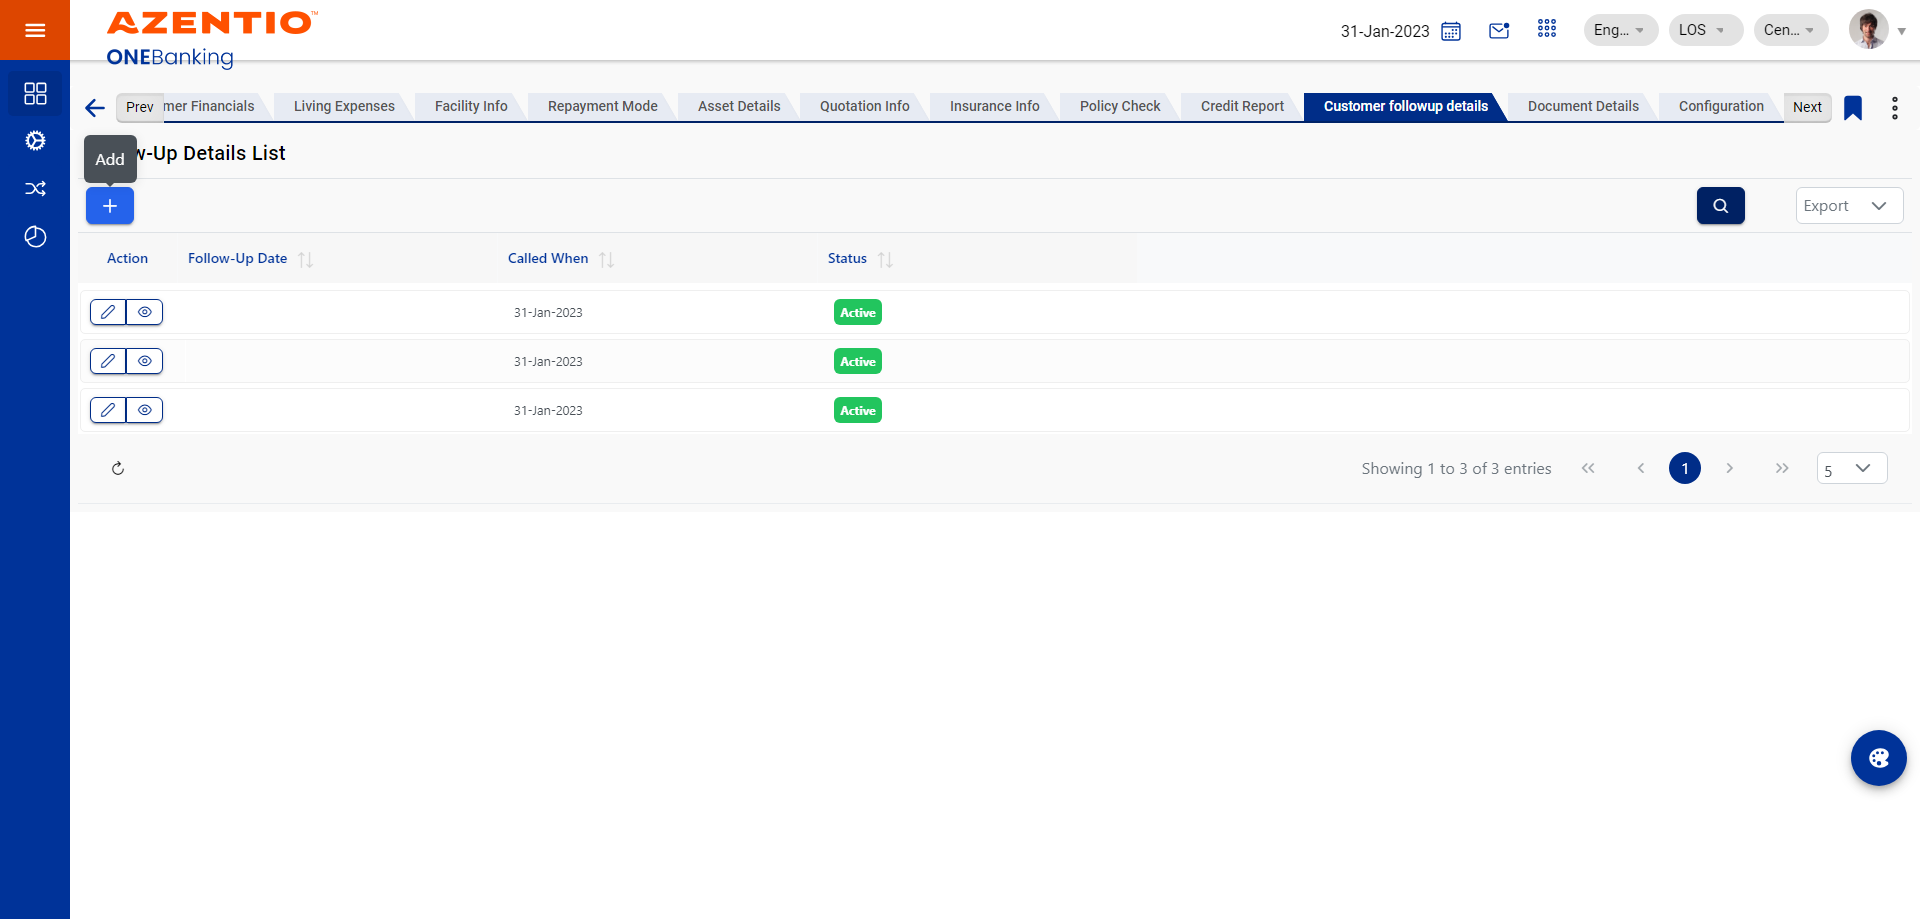 AZENTIO™
ONEBanking
31-Jan-2023
Eng...
LOS
Cen...
Prev
mer Financials
Living Expenses
Facility Info
Repayment Mode
Asset Details
Quotation Info
Insurance Info
Policy Check
Credit Report
Customer followup details
Document Details
Configuration
Next
Add
w-Up Details List
Export
Action
Follow-Up Date
Called When
Status
31-Jan-2023
Active
31-Jan-2023
Active
31-Jan-2023
Active
Showing 1 to 3 of 3 entries
1
5